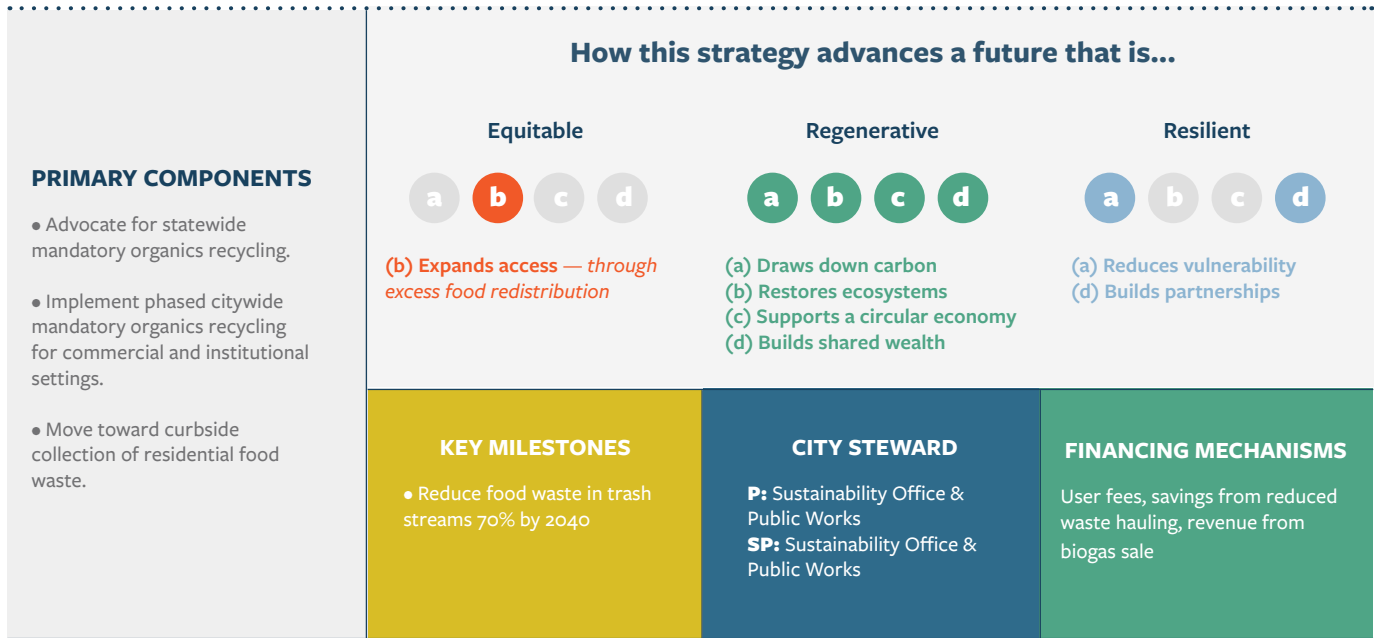 How this strategy advances a future that is...
PRIMARY COMPONENTS
• Advocate for statewide
mandatory organics recycling.
• Implement phased citywide
mandatory organics recycling
for commercial and institutional
settings.
• Move toward curbside
collection of residential food
waste.
Equitable
a b c d
(b) Expands access — through
excess food redistribution
Regenerative
a b c d
(a) Draws down carbon
(b) Restores ecosystems
(c) Supports a circular economy
(d) Builds shared wealth
Resilient
a b c d
(a) Reduces vulnerability
(d) Builds partnerships
KEY MILESTONES
• Reduce food waste in trash
streams 70% by 2040
CITY STEWARD
P: Sustainability Office &
Public Works
SP: Sustainability Office &
Public Works
FINANCING MECHANISMS
User fees, savings from reduced
waste hauling, revenue from
biogas sale